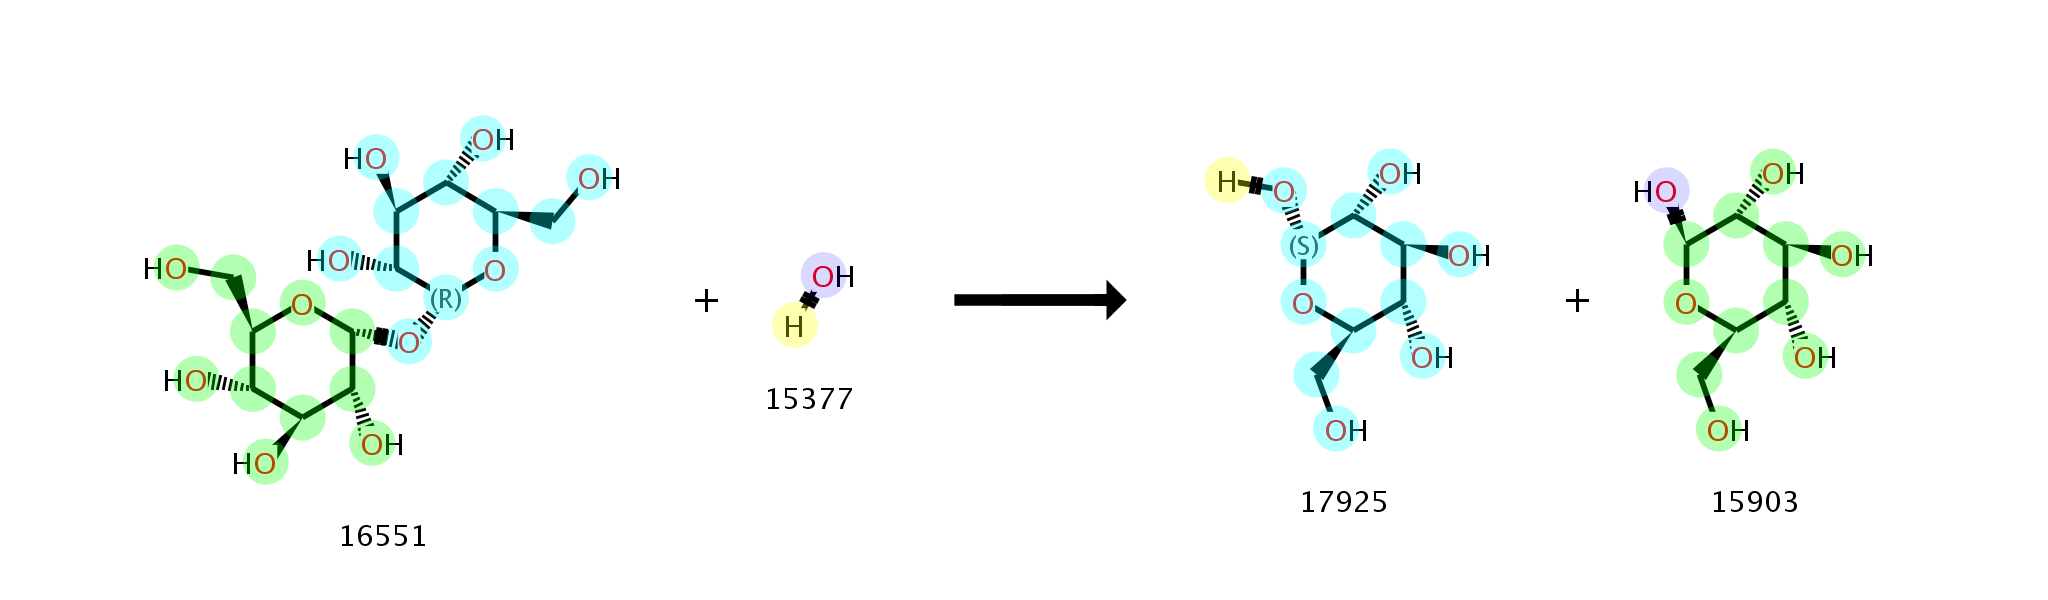 HO OH OH
HO O
(R)
HO O O
HO OH
HO
16551
+
OH
H
15377
H O OH
(S) OH
O OH
OH
17925
+
HO OH
OH
O OH
OH
15903